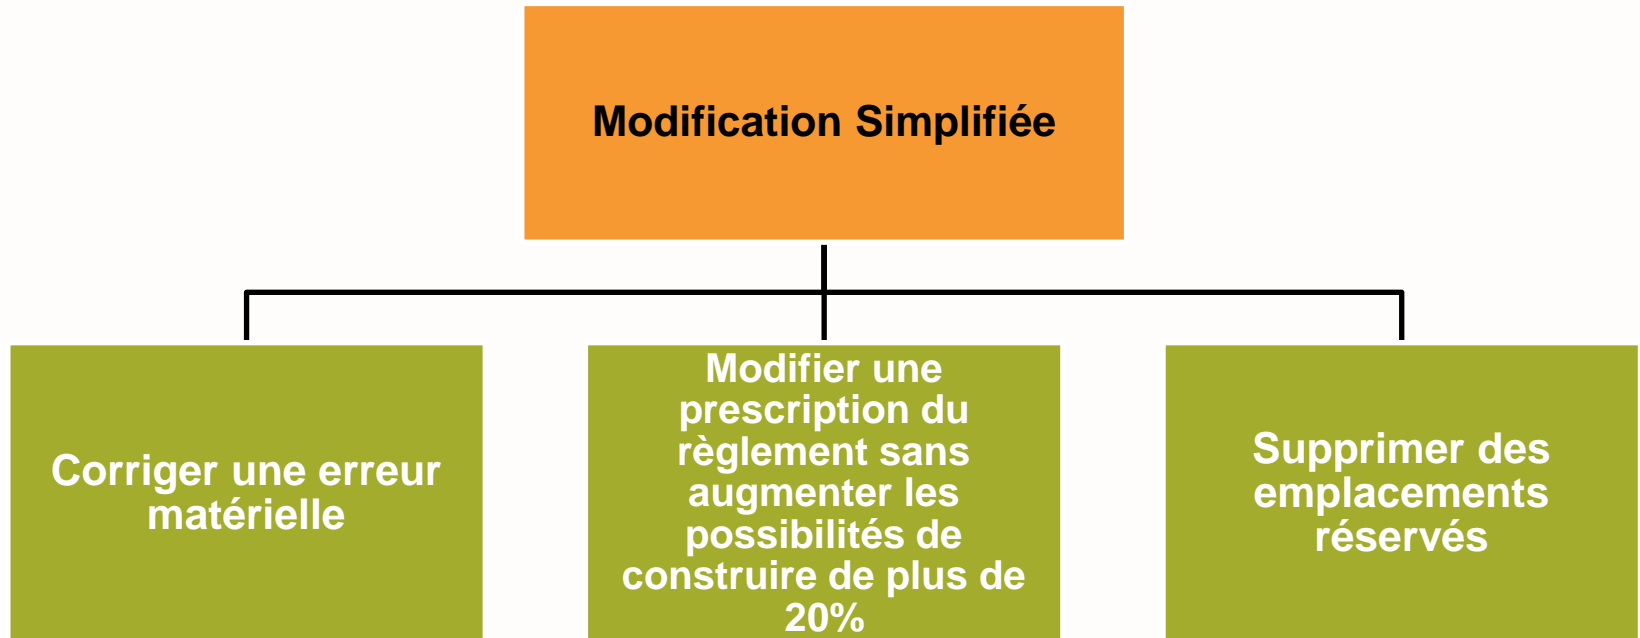 Modification Simplifiée
Corriger une erreur
matérielle
Modifier une
prescription du
règlement sans
augmenter les
possibilités de
construire de plus de
20%
Supprimer des
emplacements
réservés